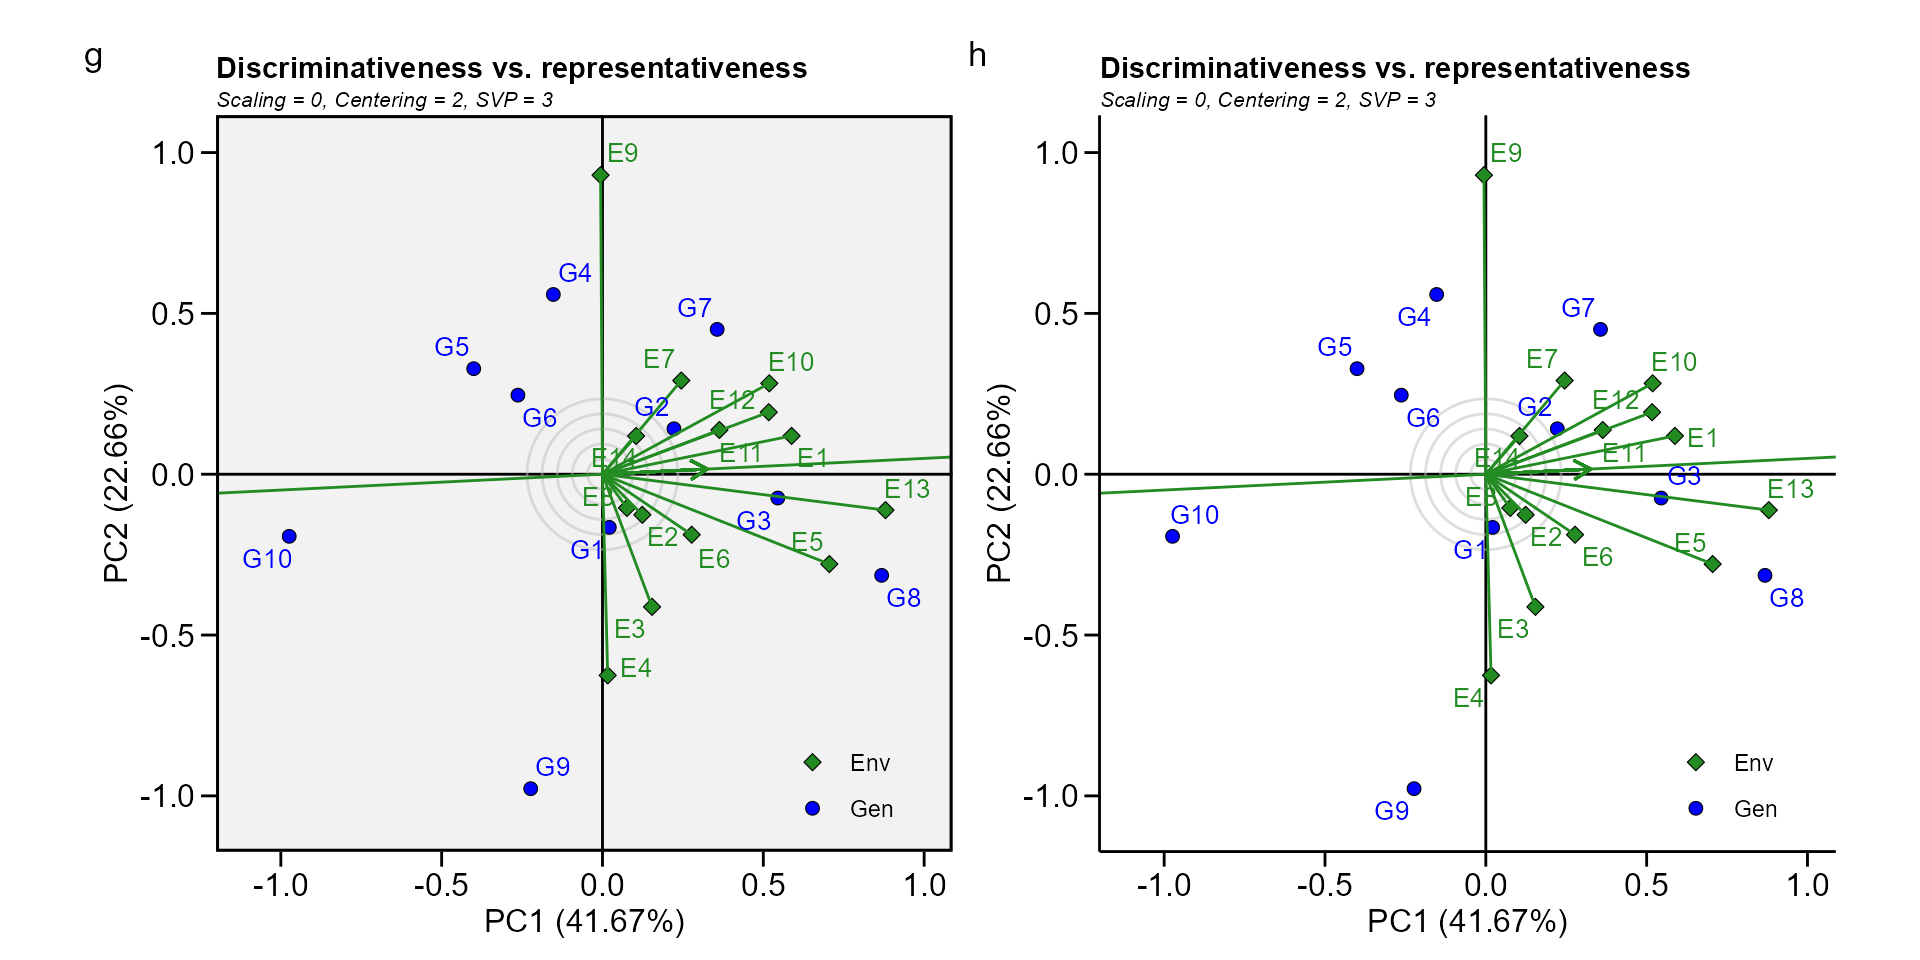 g
Discriminativeness vs. representativeness
Scaling = 0, Centering = 2, SVP = 3
PC2 (22.66%)
1.0
0.5
0.0
-0.5
-1.0
E9
G4
G7
G5
E7
E10
G6
G2
E12
E14
E11
E1
E13
G3
G10
G1
E2
E6
E5
G8
E3
E4
G9
Env
Gen
-1.0
-0.5
0.0
0.5
1.0
PC1 (41.67%)
h
Discriminativeness vs. representativeness
Scaling = 0, Centering = 2, SVP = 3
PC2 (22.66%)
1.0
0.5
0.0
-0.5
-1.0
E9
G4
G7
G5
E7
E10
G6
G2
E12
E14
E11
E1
G3
E13
G10
G1
E2
E6
E5
G8
E3
E4
G9
Env
Gen
-1.0
-0.5
0.0
0.5
1.0
PC1 (41.67%)